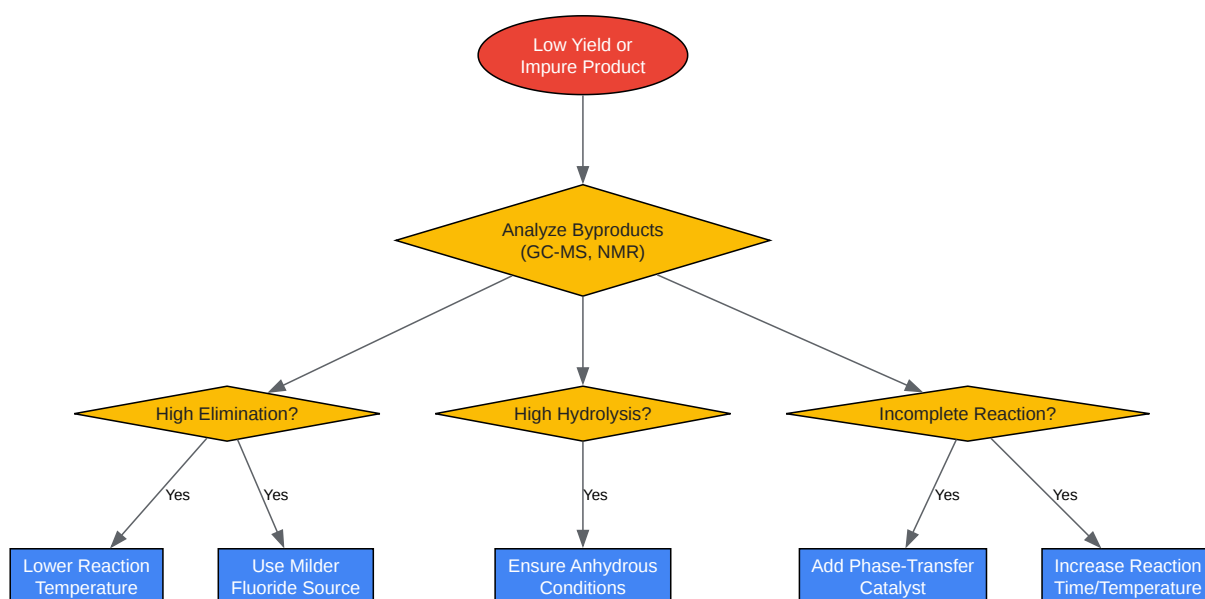 Low Yield or
Impure Product
Analyze Byproducts
(GC-MS, NMR)
High Elimination?
High Hydrolysis?
Incomplete Reaction?
Yes
Yes
Yes
Yes
Yes
Lower Reaction
Temperature
Use Milder
Fluoride Source
Ensure Anhydrous
Conditions
Add Phase-Transfer
Catalyst
Increase Reaction
Time/Temperature